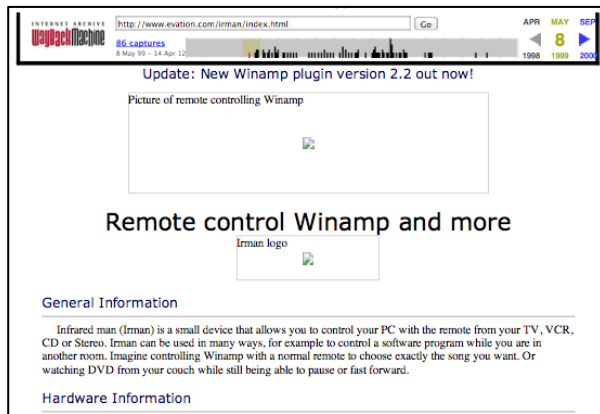 INTERNET ARCHIVE
WayBackMachine
http://www.evation.com/irman/index.html
Go
86 captures
8 May 99 - 14 Apr 12
APR MAY SEP
8
1998 1999 2000
Update: New Winamp plugin version 2.2 out now!
Picture of remote controlling Winamp
Remote control Winamp and more
Irman logo
General Information
Infrared man (Irman) is a small device that allows you to control your PC with the remote from your TV, VCR,
CD or Stereo. Irman can be used in many ways, for example to control a software program while you are in
another room. Imagine controlling Winamp with a normal remote to choose exactly the song you want. Or
watching DVD from your couch while still being able to pause or fast forward.
Hardware Information